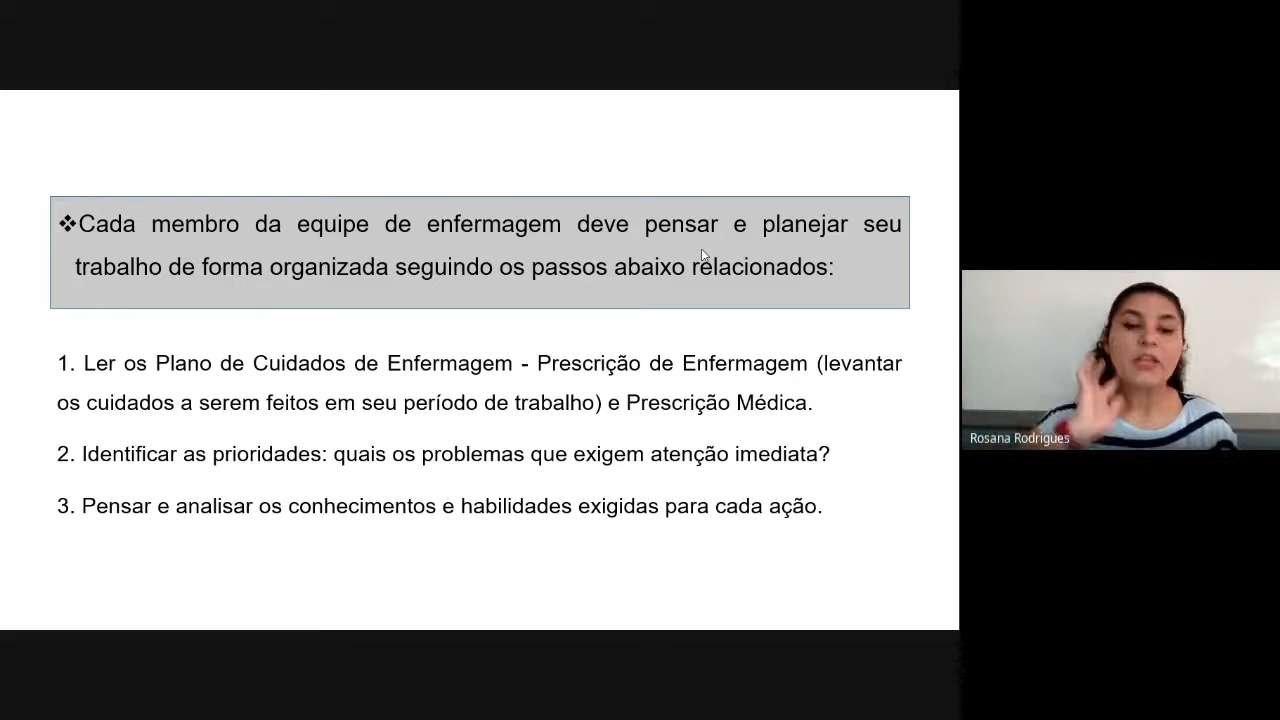 ❖Cada membro da equipe de enfermagem deve pensar e planejar seu
trabalho de forma organizada seguindo os passos abaixo relacionados:
1. Ler os Plano de Cuidados de Enfermagem - Prescrição de Enfermagem (levantar
os cuidados a serem feitos em seu período de trabalho) e Prescrição Médica.
2. Identificar as prioridades: quais os problemas que exigem atenção imediata?
3. Pensar e analisar os conhecimentos e habilidades exigidas para cada ação.
Rosana Rodrigues